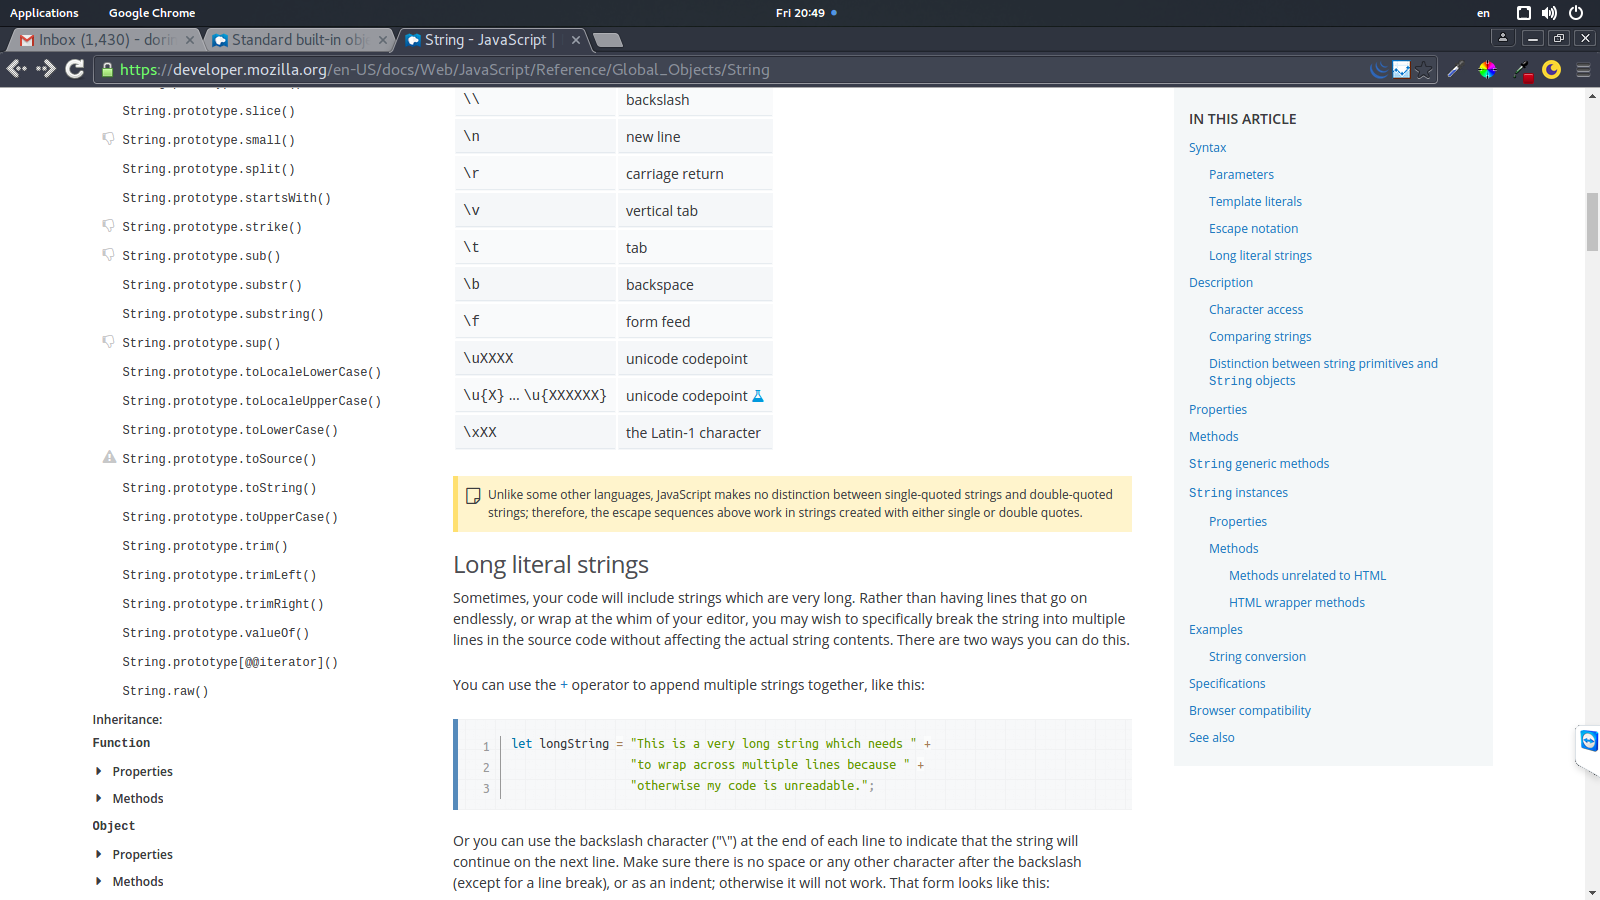 Applications Google Chrome Fri 20:49 en
Inbox (1,430) - dorin Standard built-in obj String - JavaScript |
https://developer.mozilla.org/en-US/docs/Web/JavaScript/Reference/Global_Objects/String
String.prototype.slice()
String.prototype.small()
String.prototype.split()
String.prototype.startsWith()
String.prototype.strike()
String.prototype.sub()
String.prototype.substr()
String.prototype.substring()
String.prototype.sup()
String.prototype.toLocaleLowerCase()
String.prototype.toLocaleUpperCase()
String.prototype.toLowerCase()
String.prototype.toSource()
String.prototype.toString()
String.prototype.toUpperCase()
String.prototype.trim()
String.prototype.trimLeft()
String.prototype.trimRight()
String.prototype.valueOf()
String.prototype[@@iterator]()
String.raw()
Inheritance:
Function
Properties
Methods
Object
Properties
Methods
\\ backslash
\n new line
\r carriage return
\v vertical tab
\t tab
\b backspace
\f form feed
\uXXXX unicode codepoint
\u{X} ... \u{XXXXXX} unicode codepoint
\xXX the Latin-1 character
Unlike some other languages, JavaScript makes no distinction between single-quoted strings and double-quoted
strings; therefore, the escape sequences above work in strings created with either single or double quotes.
Long literal strings
Sometimes, your code will include strings which are very long. Rather than having lines that go on
endlessly, or wrap at the whim of your editor, you may wish to specifically break the string into multiple
lines in the source code without affecting the actual string contents. There are two ways you can do this.
You can use the + operator to append multiple strings together, like this:
1 let longString = "This is a very long string which needs " +
2 "to wrap across multiple lines because " +
3 "otherwise my code is unreadable.";
Or you can use the backslash character ("\") at the end of each line to indicate that the string will
continue on the next line. Make sure there is no space or any other character after the backslash
(except for a line break), or as an indent; otherwise it will not work. That form looks like this:
IN THIS ARTICLE
Syntax
Parameters
Template literals
Escape notation
Long literal strings
Description
Character access
Comparing strings
Distinction between string primitives and
String objects
Properties
Methods
String generic methods
String instances
Properties
Methods
Methods unrelated to HTML
HTML wrapper methods
Examples
String conversion
Specifications
Browser compatibility
See also